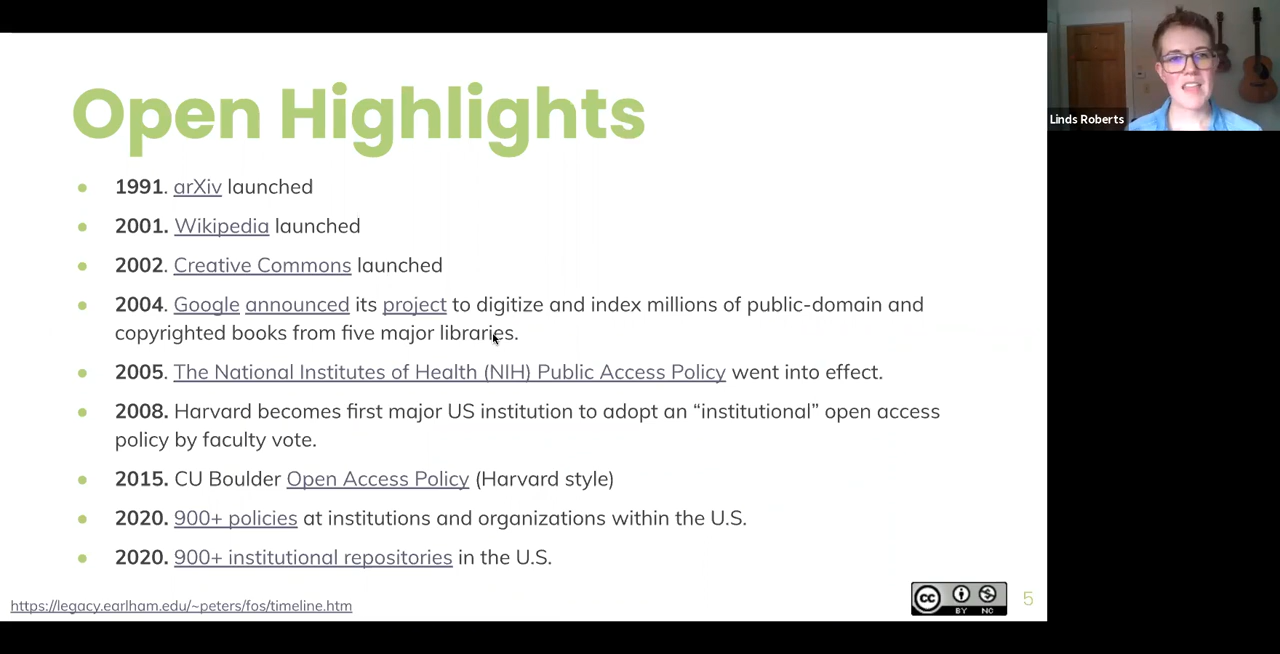 Open Highlights
Linds Roberts
1991. arXiv launched
2001. Wikipedia launched
2002. Creative Commons launched
2004. Google announced its project to digitize and index millions of public-domain and
copyrighted books from five major libraries.
2005. The National Institutes of Health (NIH) Public Access Policy went into effect.
2008. Harvard becomes first major US institution to adopt an “institutional” open access
policy by faculty vote.
2015. CU Boulder Open Access Policy (Harvard style)
2020. 900+ policies at institutions and organizations within the U.S.
2020. 900+ institutional repositories in the U.S.
https://legacy.earlham.edu/~peters/fos/timeline.htm
cc BY NC
5